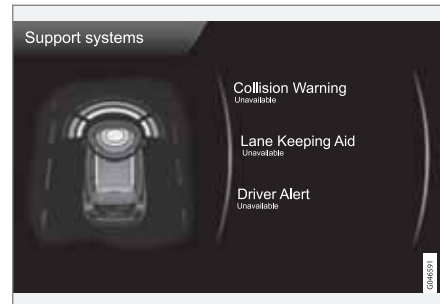 Support systems
Collision Warning
Unavailable
Lane Keeping Aid
Unavailable
Driver Alert
Unavailable
G046591